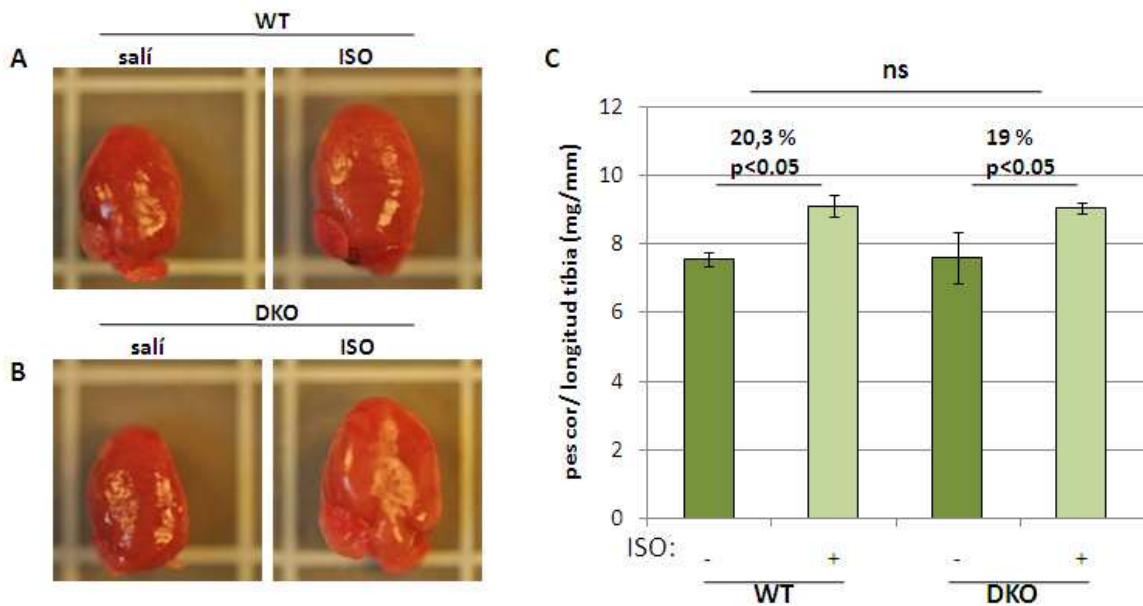 WT
A
salí
ISO
DKO
salí
ISO
B
C
ns
12
10
8
6
4
2
0
20,3 %
p<0.05
19 %
p<0.05
pes cor/ longitud tíbia (mg/mm)
ISO:
-
+
-
+
WT
DKO